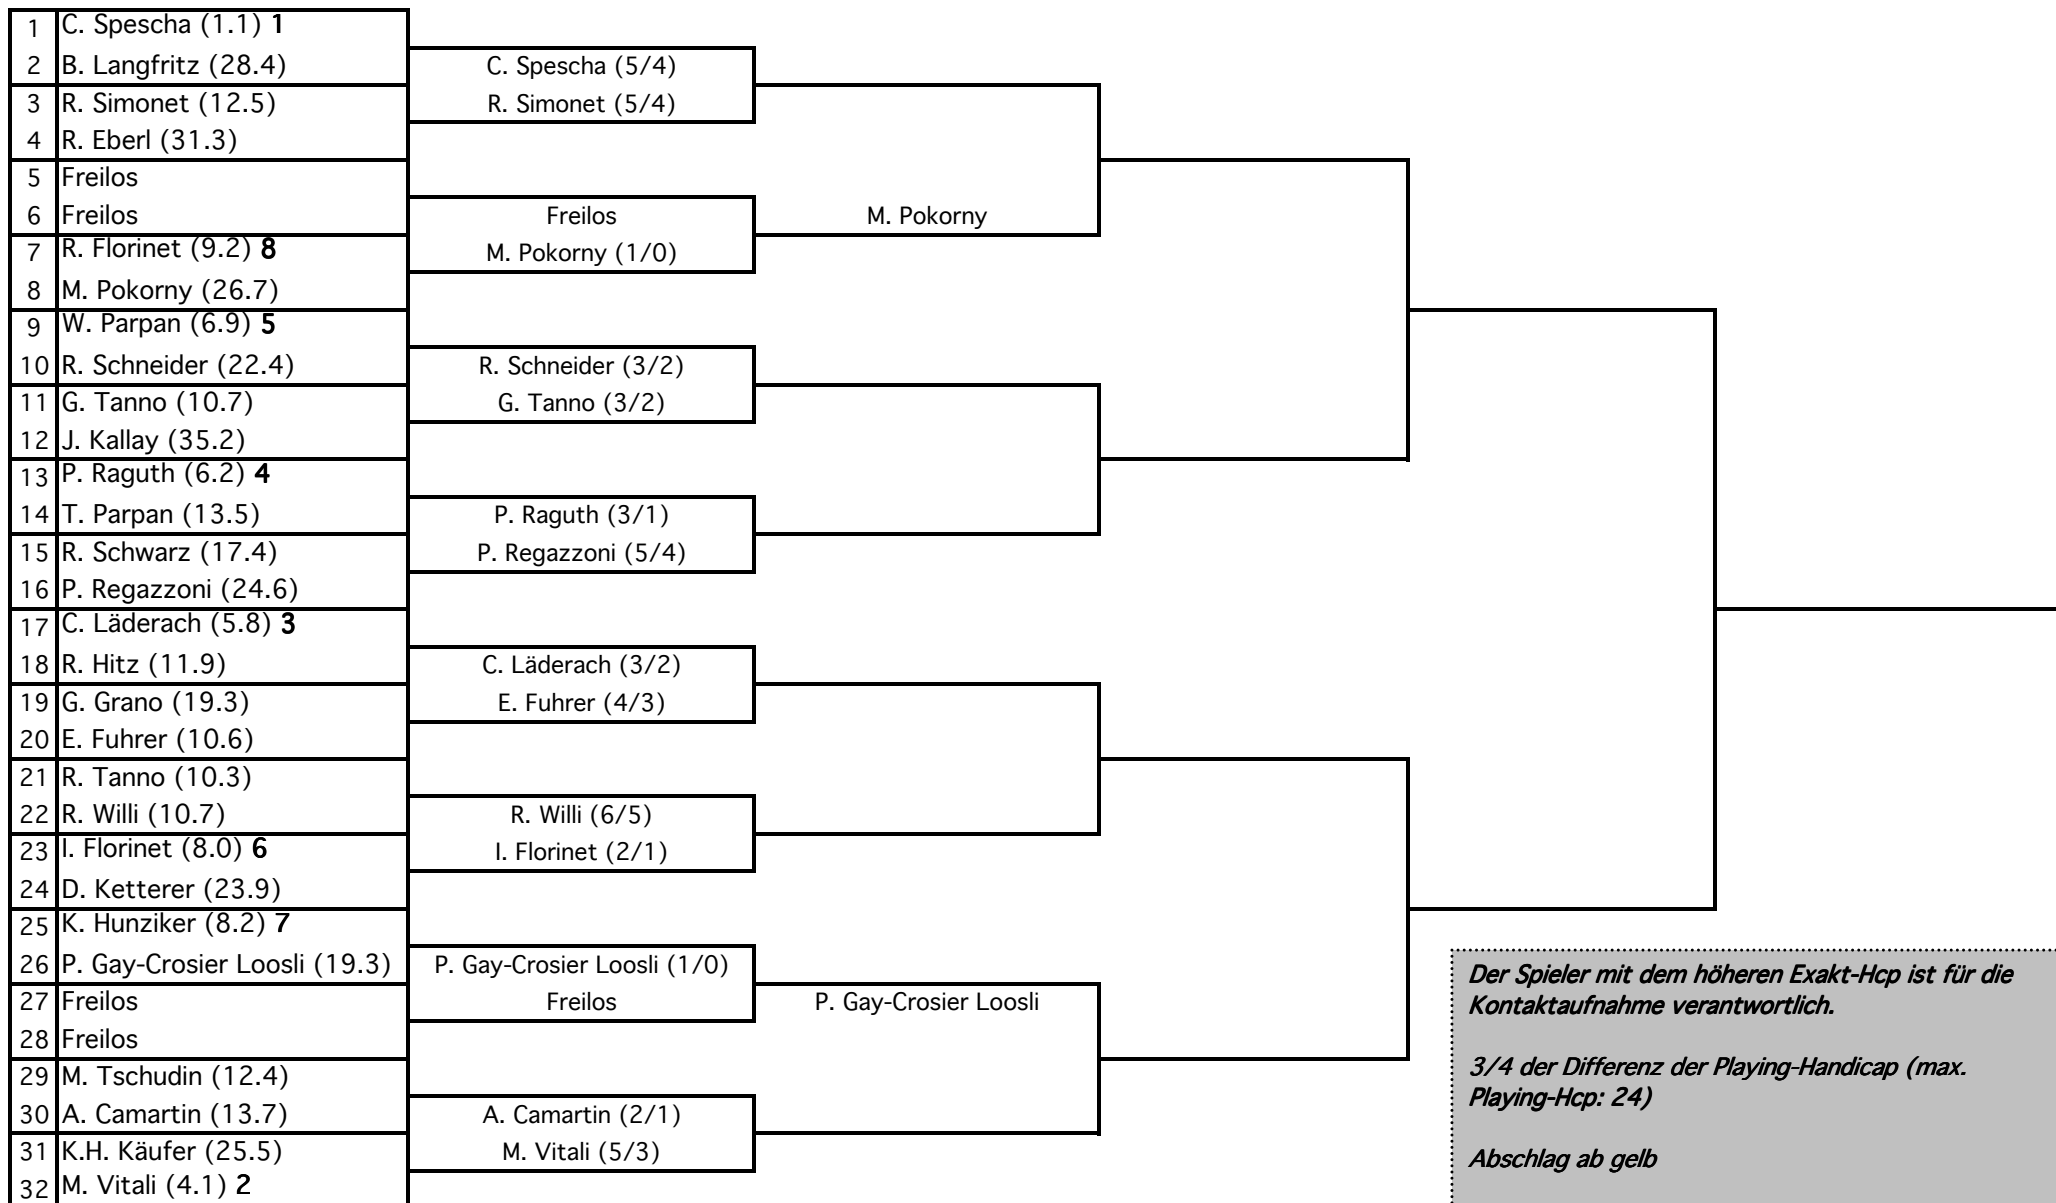 1 C. Spescha (1.1) 1
2 B. Langfritz (28.4)
3 R. Simonet (12.5)
4 R. Eberl (31.3)
5 Freilos
6 Freilos
7 R. Florinet (9.2) 8
8 M. Pokorny (26.7)
9 W. Parpan (6.9) 5
10 R. Schneider (22.4)
11 G. Tanno (10.7)
12 J. Kallay (35.2)
13 P. Raguth (6.2) 4
14 T. Parpan (13.5)
15 R. Schwarz (17.4)
16 P. Regazzoni (24.6)
17 C. Läderach (5.8) 3
18 R. Hitz (11.9)
19 G. Grano (19.3)
20 E. Fuhrer (10.6)
21 R. Tanno (10.3)
22 R. Willi (10.7)
23 I. Florinet (8.0) 6
24 D. Ketterer (23.9)
25 K. Hunziker (8.2) 7
26 P. Gay-Crosier Loosli (19.3)
27 Freilos
28 Freilos
29 M. Tschudin (12.4)
30 A. Camartin (13.7)
31 K.H. Käufer (25.5)
32 M. Vitali (4.1) 2
C. Spescha (5/4)
R. Simonet (5/4)
Freilos
M. Pokorny (1/0)
R. Schneider (3/2)
G. Tanno (3/2)
P. Raguth (3/1)
P. Regazzoni (5/4)
C. Läderach (3/2)
E. Fuhrer (4/3)
R. Willi (6/5)
I. Florinet (2/1)
P. Gay-Crosier Loosli (1/0)
Freilos
A. Camartin (2/1)
M. Vitali (5/3)
M. Pokorny
P. Gay-Crosier Loosli
Der Spieler mit dem höheren Exakt-Hcp ist für die
Kontaktaufnahme verantwortlich.
3/4 der Differenz der Playing-Handicap (max.
Playing-Hcp: 24)
Abschlag ab gelb